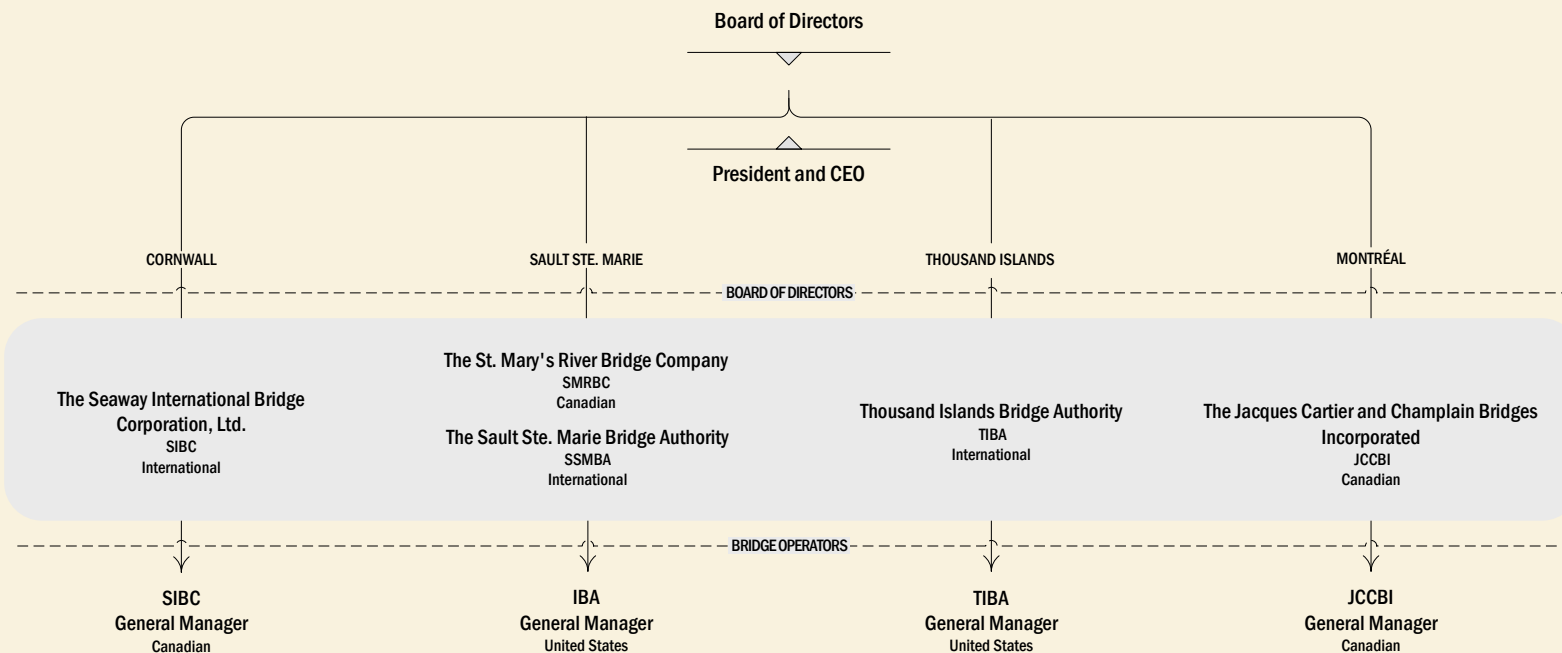 Board of Directors
President and CEO
CORNWALL
SAULT STE. MARIE
THOUSAND ISLANDS
MONTRÉAL
BOARD OF DIRECTORS
The Seaway International Bridge
Corporation, Ltd.
SIBC
International
The St. Mary's River Bridge Company
SMRBC
Canadian
The Sault Ste. Marie Bridge Authority
SSMBA
International
Thousand Islands Bridge Authority
TIBA
International
The Jacques Cartier and Champlain Bridges
Incorporated
JCCBI
Canadian
BRIDGE OPERATORS
SIBC
General Manager
Canadian
IBA
General Manager
United States
TIBA
General Manager
United States
JCCBI
General Manager
Canadian